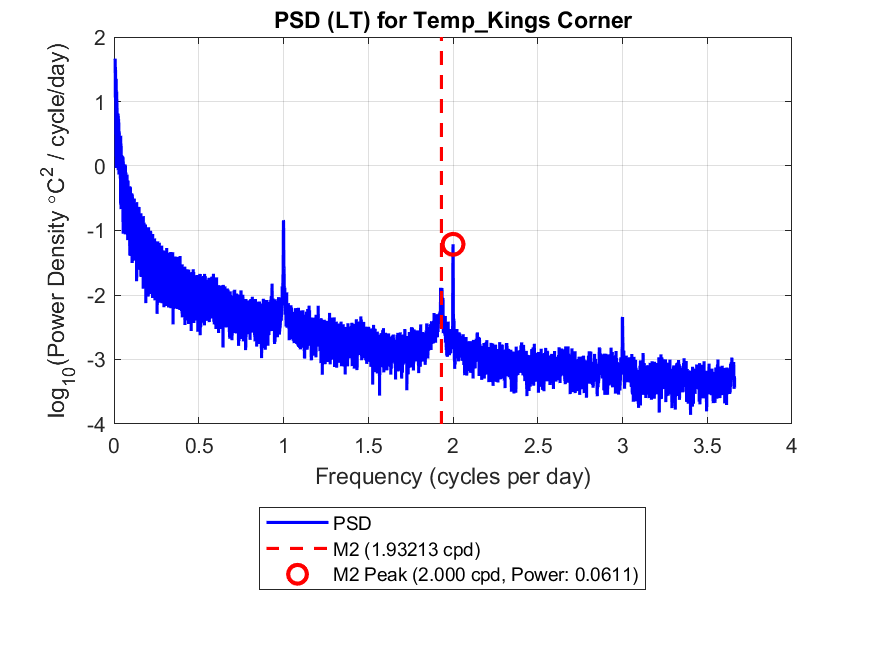 PSD (LT) for Temp_Kings Corner
log10(Power Density °C2 / cycle/day)
2
1
0
-1
-2
-3
-4
0 0.5 1 1.5 2 2.5 3 3.5 4
Frequency (cycles per day)
PSD
M2 (1.93213 cpd)
M2 Peak (2.000 cpd, Power: 0.0611)